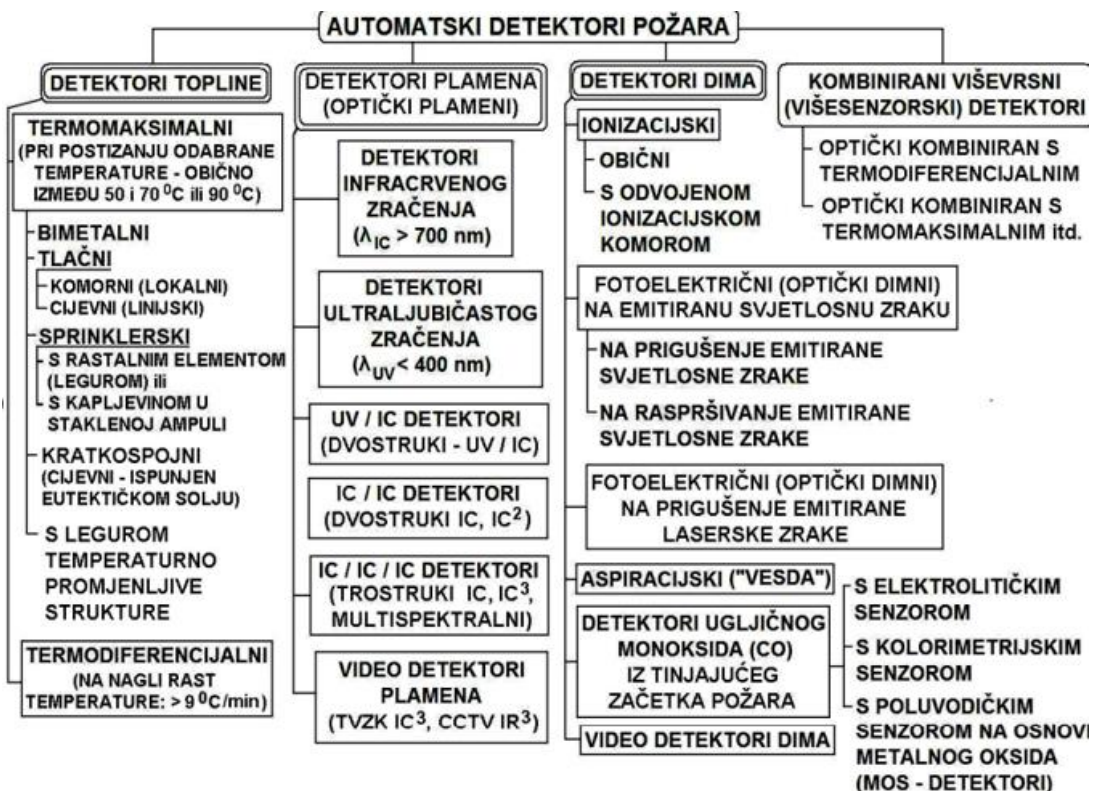 AUTOMATSKI DETEKTORI POŽARA
DETEKTORI TOPLINE
TERMOMAKSIMALNI
(PRI POSTIZANJU ODABRANE
TEMPERATURE - OBIČNO
IZMEĐU 50 i 70 ⁰C ili 90 ⁰C)
BIMETALNI
TLAČNI
KOMORNI (LOKALNI)
CIJEVNI (LINIJSKI)
SPRINKLERSKI
S RASTALNIM ELEMENTOM
(LEGUROM) ili
S KAPLJEVINOM U
STAKLENOJ AMPULI
KRATKOSPOJNI
(CIJEVNI - ISPUNJEN
EUTEKTIČKOM SOLJU)
S LEGUROM
TEMPERATURNO
PROMJENLJIVE
STRUKTURE
TERMODIFERENCIJALNI
(NA NAGLI RAST
TEMPERATURE: > 9 ⁰C/min)
DETEKTORI PLAMENA
(OPTIČKI PLAMENI)
DETEKTORI
INFRACRVENOG
ZRAČENJA
(λ IC > 700 nm)
DETEKTORI
ULTRALJUBIČASTOG
ZRAČENJA
(λ UV < 400 nm)
UV / IC DETEKTORI
(DVOSTRUKI - UV / IC)
IC / IC DETEKTORI
(DVOSTRUKI IC, IC²)
IC / IC / IC DETEKTORI
(TROSTRUKI IC, IC³,
MULTISPEKTRALNI)
VIDEO DETEKTORI
PLAMENA
(TVZK IC³, CCTV IR³)
DETEKTORI DIMA
IONIZACIJSKI
OBIČNI
S ODVOJENOM
IONIZACIJSKOM
KOMOROM
FOTOELEKTRIČNI (OPTIČKI DIMNI)
NA EMITIRANU SVJETLOSNU ZRAKU
NA PRIGUŠENJE EMITIRANE
SVJETLOSNE ZRAKE
NA RASPRŠIVANJE EMITIRANE
SVJETLOSNE ZRAKE
FOTOELEKTRIČNI (OPTIČKI DIMNI)
NA PRIGUŠENJE EMITIRANE
LASERSKE ZRAKE
ASPIRACIJSKI ("VESDA")
DETEKTORI UGLJIČNOG
MONOKSIDA (CO)
IZ TINJAJUĆEG
ZAČETKA POŽARA
S ELEKTROLITIČKIM
SENZOROM
S KOLORIMETRIJSKIM
SENZOROM
S POLUVODIČKIM
SENZOROM NA OSNOVI
METALNOG OKSIDA
(MOS - DETEKTORI)
VIDEO DETEKTORI DIMA
KOMBINIRANI VIŠEVRSNI
(VIŠESENZORSKI) DETEKTORI
OPTIČKI KOMBINIRAN S
TERMODIFERENCIJALNIM
OPTIČKI KOMBINIRAN S
TERMOMAKSIMALNIM itd.